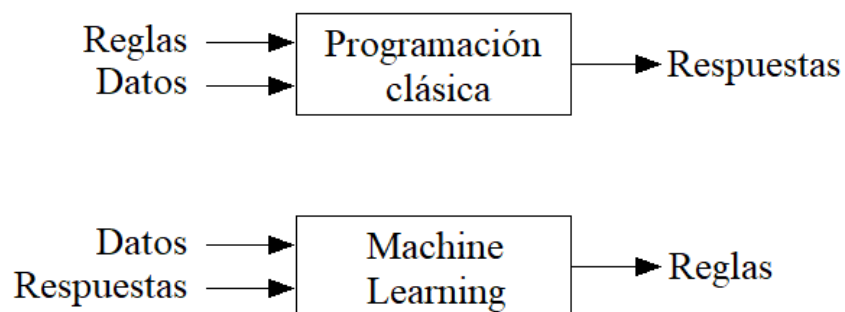 Reglas
Datos
Programación
clásica
Respuestas
Datos
Respuestas
Machine
Learning
Reglas